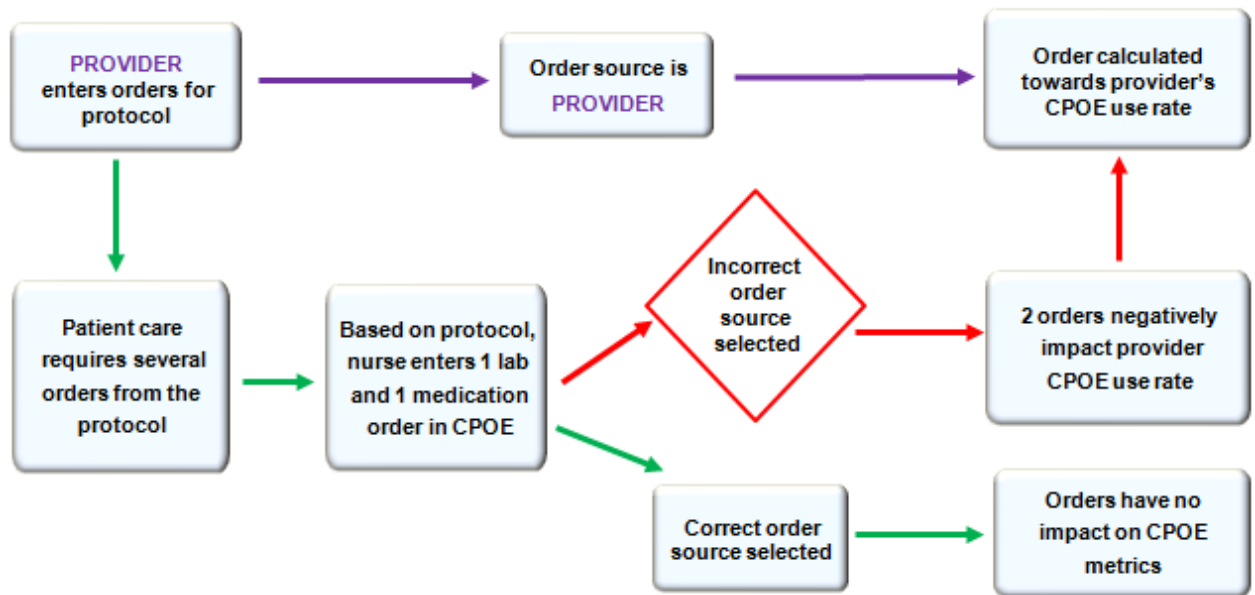 PROVIDER
enters orders for
protocol
Order source is
PROVIDER
Order calculated
towards provider's
CPOE use rate
Patient care
requires several
orders from the
protocol
Based on protocol,
nurse enters 1 lab
and 1 medication
order in CPOE
Incorrect
order
source
selected
2 orders negatively
impact provider
CPOE use rate
Correct order
source selected
Orders have no
impact on CPOE
metrics